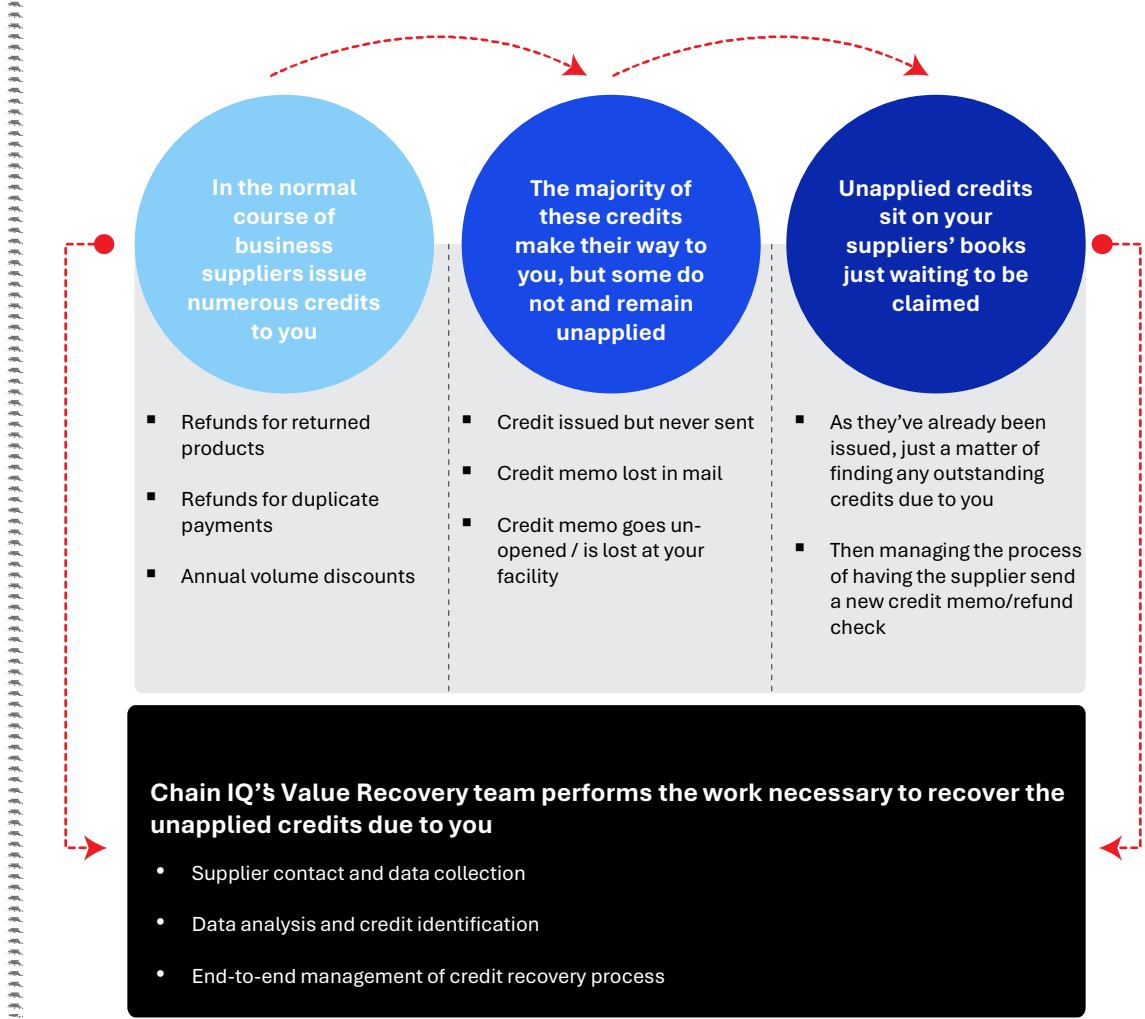 In the normal
course of
business
suppliers issue
numerous credits
to you
The majority of
these credits
make their way to
you, but some do
not and remain
unapplied
Unapplied credits
sit on your
suppliers’ books
just waiting to be
claimed
▪ Refunds for returned
products
▪ Refunds for duplicate
payments
▪ Annual volume discounts
▪ Credit issued but never sent
▪ Credit memo lost in mail
▪ Credit memo goes un-
opened / is lost at your
facility
▪ As they’ve already been
issued, just a matter of
finding any outstanding
credits due to you
▪ Then managing the process
of having the supplier send
a new credit memo/refund
check
Chain IQ’s Value Recovery team performs the work necessary to recover the
unapplied credits due to you
• Supplier contact and data collection
• Data analysis and credit identification
• End-to-end management of credit recovery process